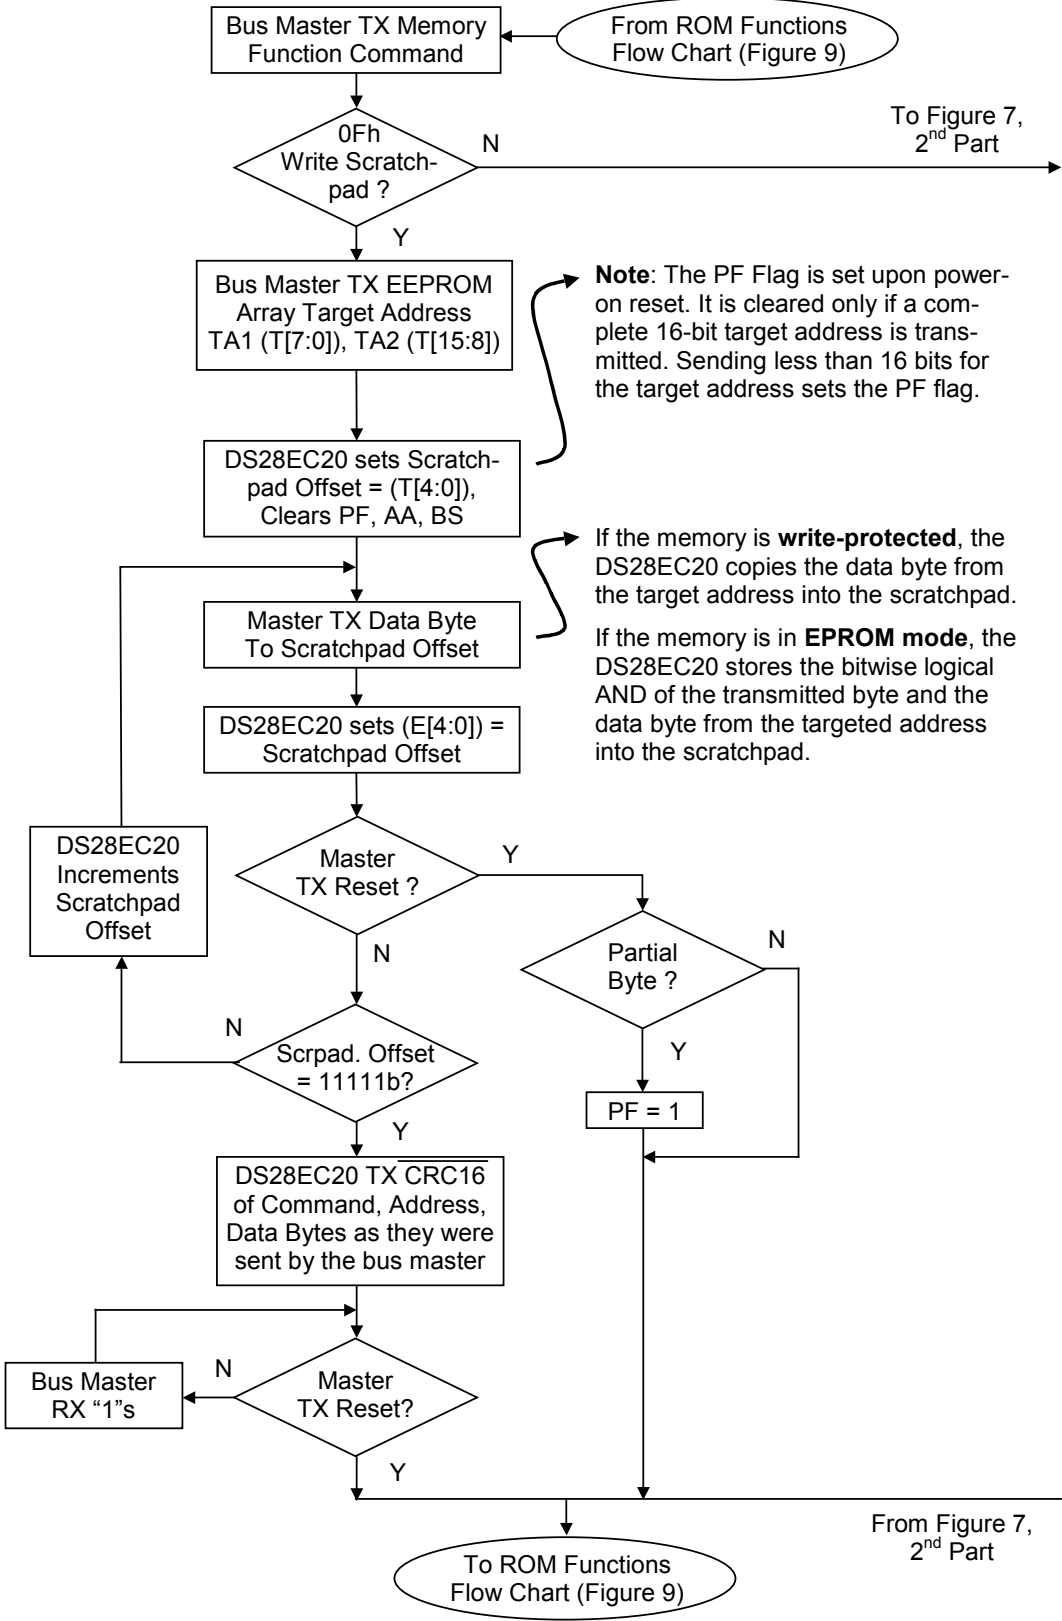 Bus Master TX Memory
Function Command
From ROM Functions
Flow Chart (Figure 9)
To Figure 7,
2nd Part
0Fh
Write Scratch-
pad ?
N
Y
Bus Master TX EEPROM
Array Target Address
TA1 (T[7:0]), TA2 (T[15:8])
Note: The PF Flag is set upon power-
on reset. It is cleared only if a com-
plete 16-bit target address is trans-
mitted. Sending less than 16 bits for
the target address sets the PF flag.
DS28EC20 sets Scratch-
pad Offset = (T[4:0]),
Clears PF, AA, BS
If the memory is write-protected, the
DS28EC20 copies the data byte from
the target address into the scratchpad.
If the memory is in EPROM mode, the
DS28EC20 stores the bitwise logical
AND of the transmitted byte and the
data byte from the targeted address
into the scratchpad.
Master TX Data Byte
To Scratchpad Offset
DS28EC20 sets (E[4:0]) =
Scratchpad Offset
DS28EC20
Increments
Scratchpad
Offset
Master
TX Reset ?
Y
N
Partial
Byte ?
N
Y
PF = 1
Scrpad. Offset
= 11111b?
N
Y
DS28EC20 TX CRC16
of Command, Address,
Data Bytes as they were
sent by the bus master
Bus Master
RX “1”s
N
Master
TX Reset?
Y
From Figure 7,
2nd Part
To ROM Functions
Flow Chart (Figure 9)